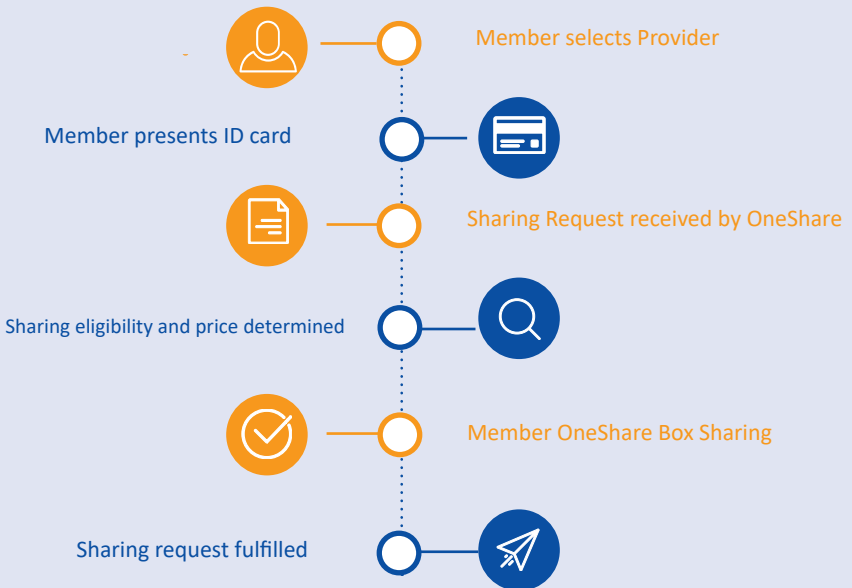 Member selects Provider
Member presents ID card
Sharing Request received by OneShare
Sharing eligibility and price determined
Member OneShare Box Sharing
Sharing request fulfilled